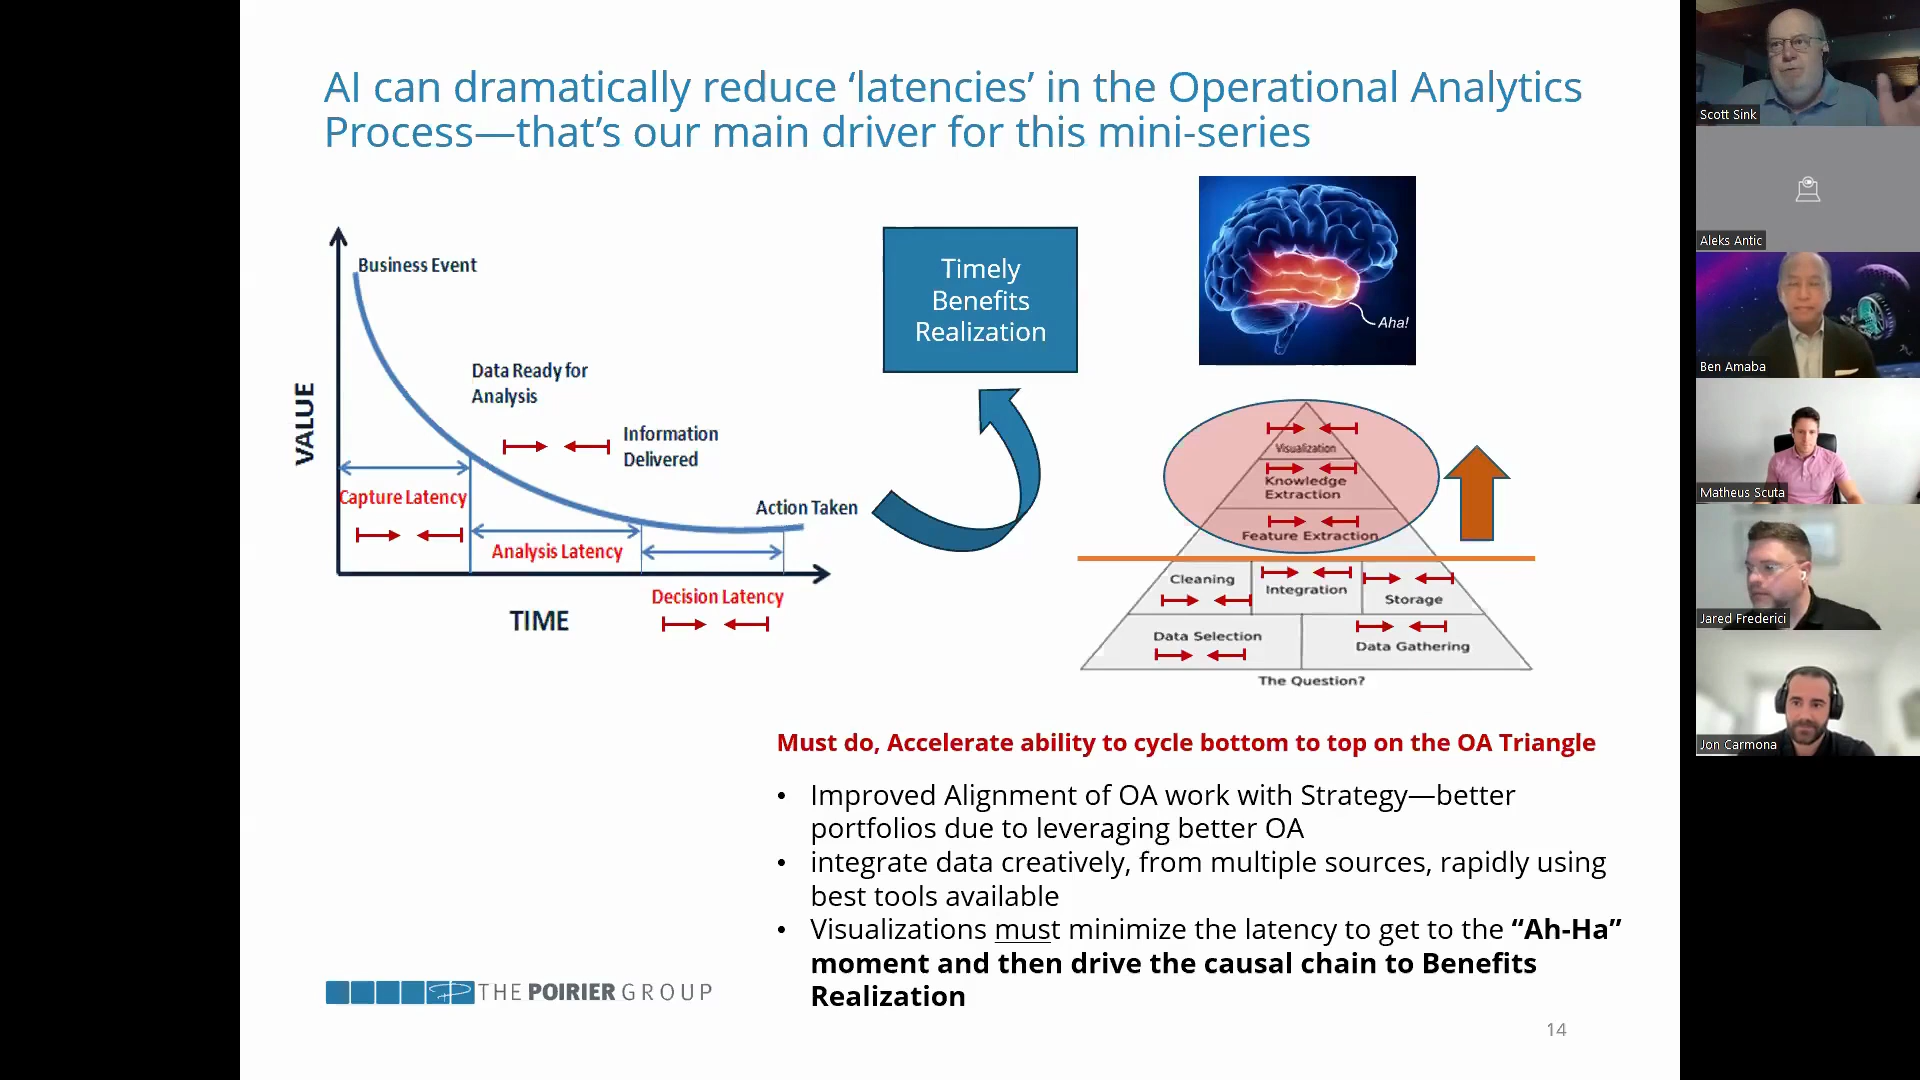 AI can dramatically reduce ‘latencies’ in the Operational Analytics
Process—that’s our main driver for this mini-series
VALUE
Business Event
Data Ready for
Analysis
Information
Delivered
Action Taken
Capture Latency
Analysis Latency
Decision Latency
TIME
Timely
Benefits
Realization
Aha!
Visualization
Knowledge
Extraction
Feature Extraction
Cleaning
Integration
Storage
Data Selection
Data Gathering
The Question?
Must do, Accelerate ability to cycle bottom to top on the OA Triangle
• Improved Alignment of OA work with Strategy—better
portfolios due to leveraging better OA
• integrate data creatively, from multiple sources, rapidly using
best tools available
• Visualizations must minimize the latency to get to the “Ah-Ha”
moment and then drive the causal chain to Benefits
Realization
THE POIRIER GROUP
14
Scott Sink
Aleks Antic
Ben Amaba
Matheus Scuta
Jared Frederici
Jon Carmona